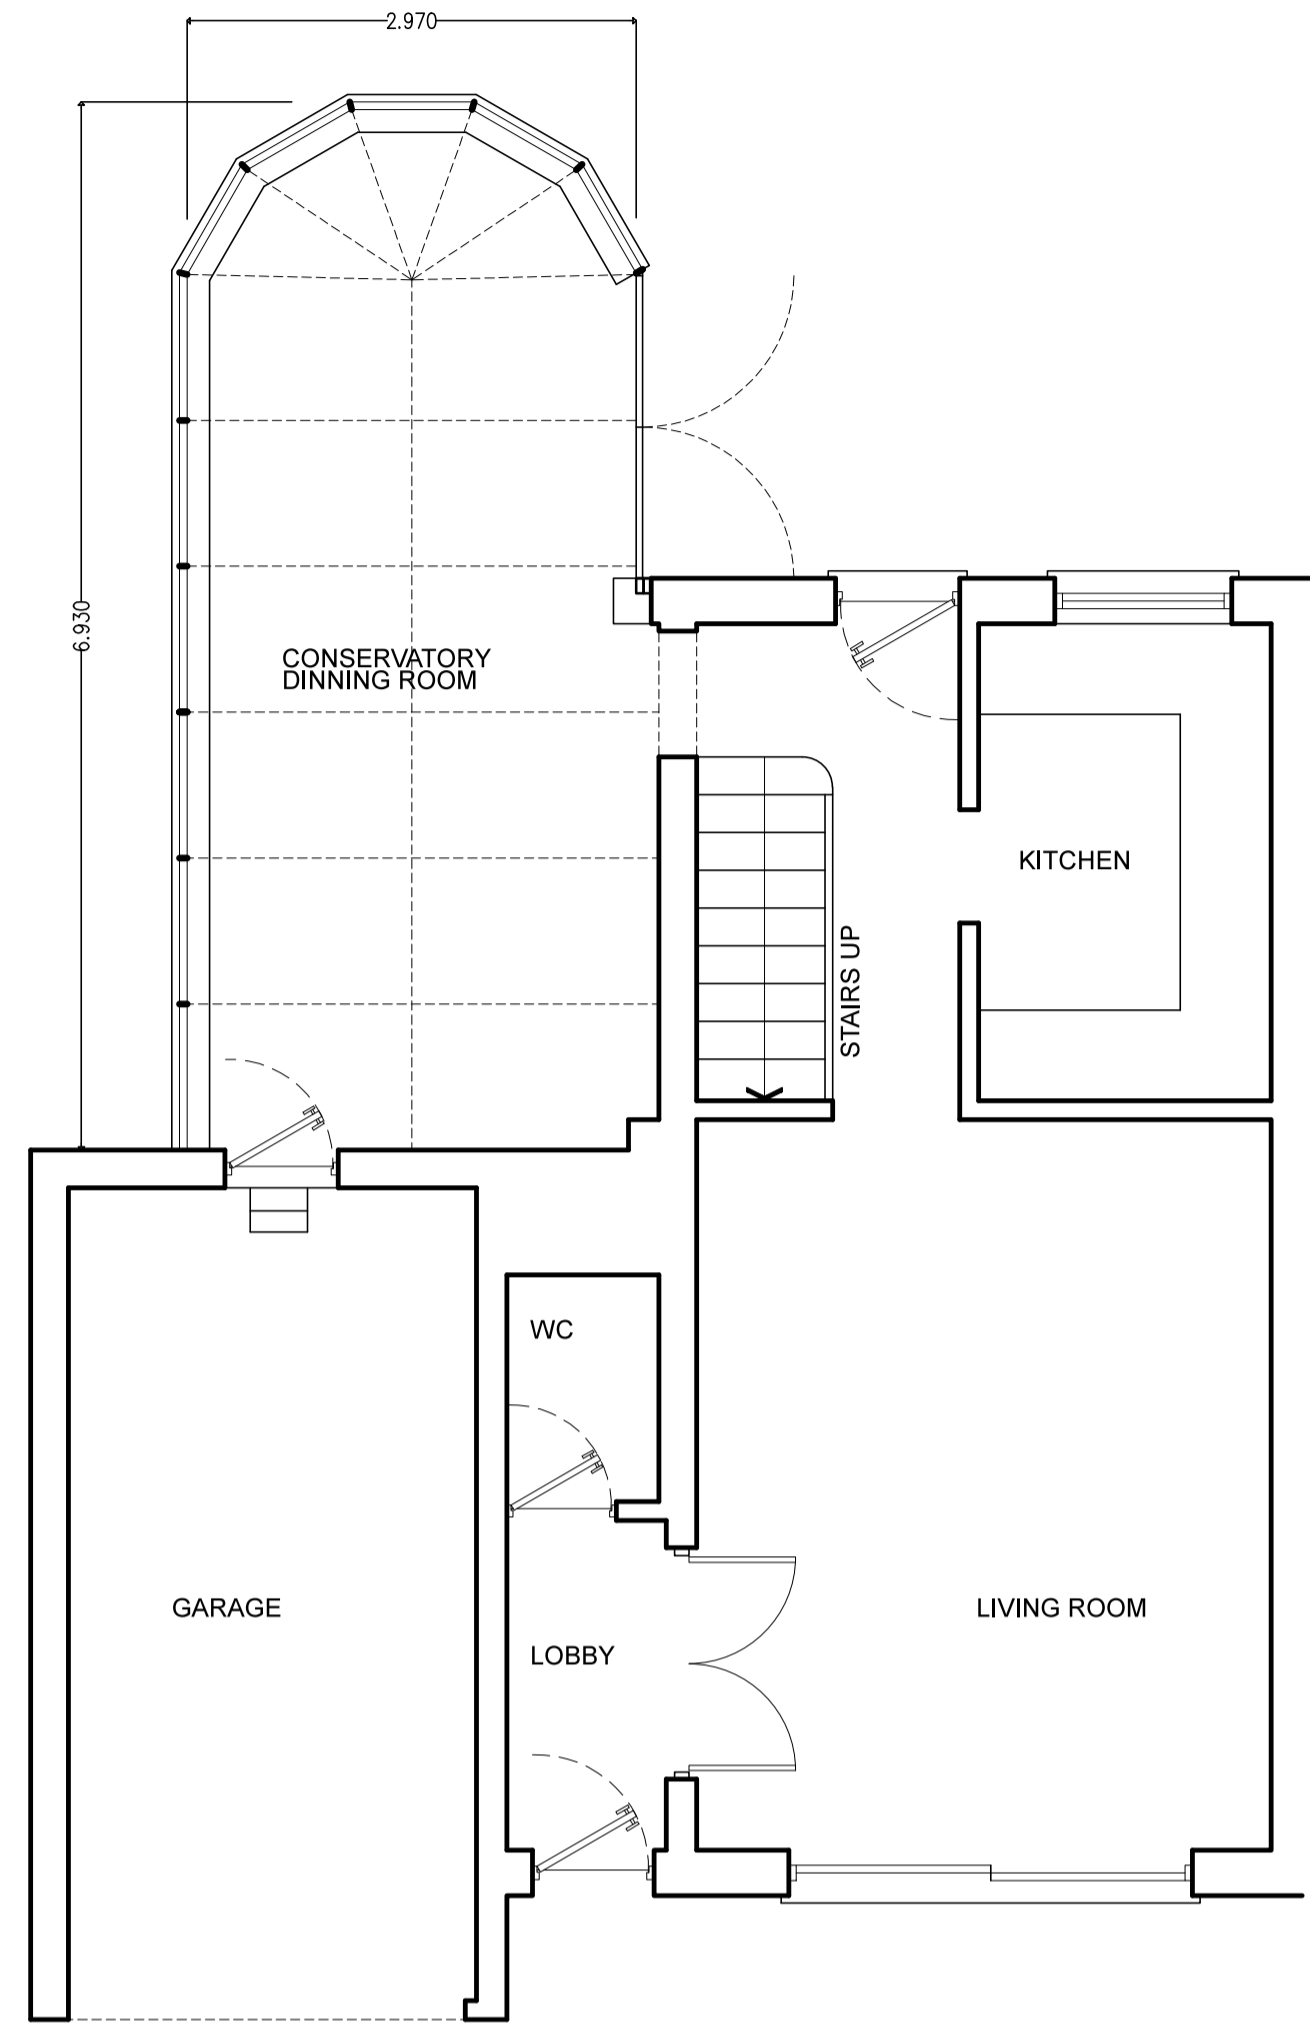 2.970
6.930
CONSERVATORY
DINNING ROOM
KITCHEN
STAIRS UP
WC
GARAGE
LIVING ROOM
LOBBY